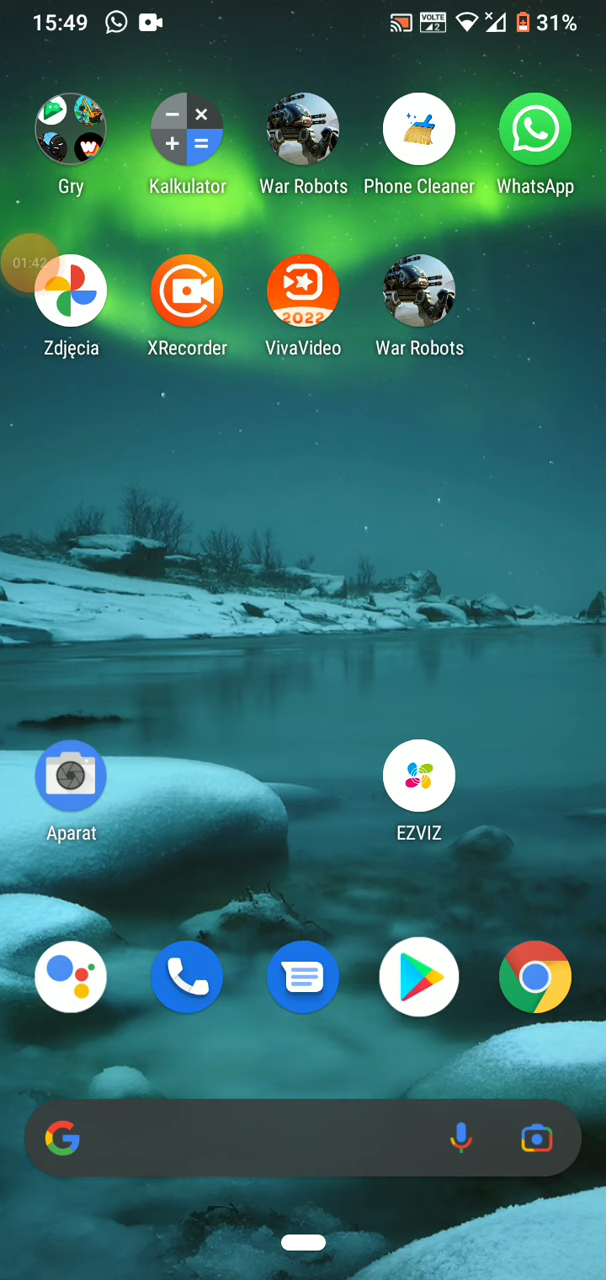 15:49
VOLTE
2
31%
Gry
Kalkulator
War Robots
Phone Cleaner
WhatsApp
01:42
2022
Zdjęcia
XRecorder
VivaVideo
War Robots
Aparat
EZVIZ